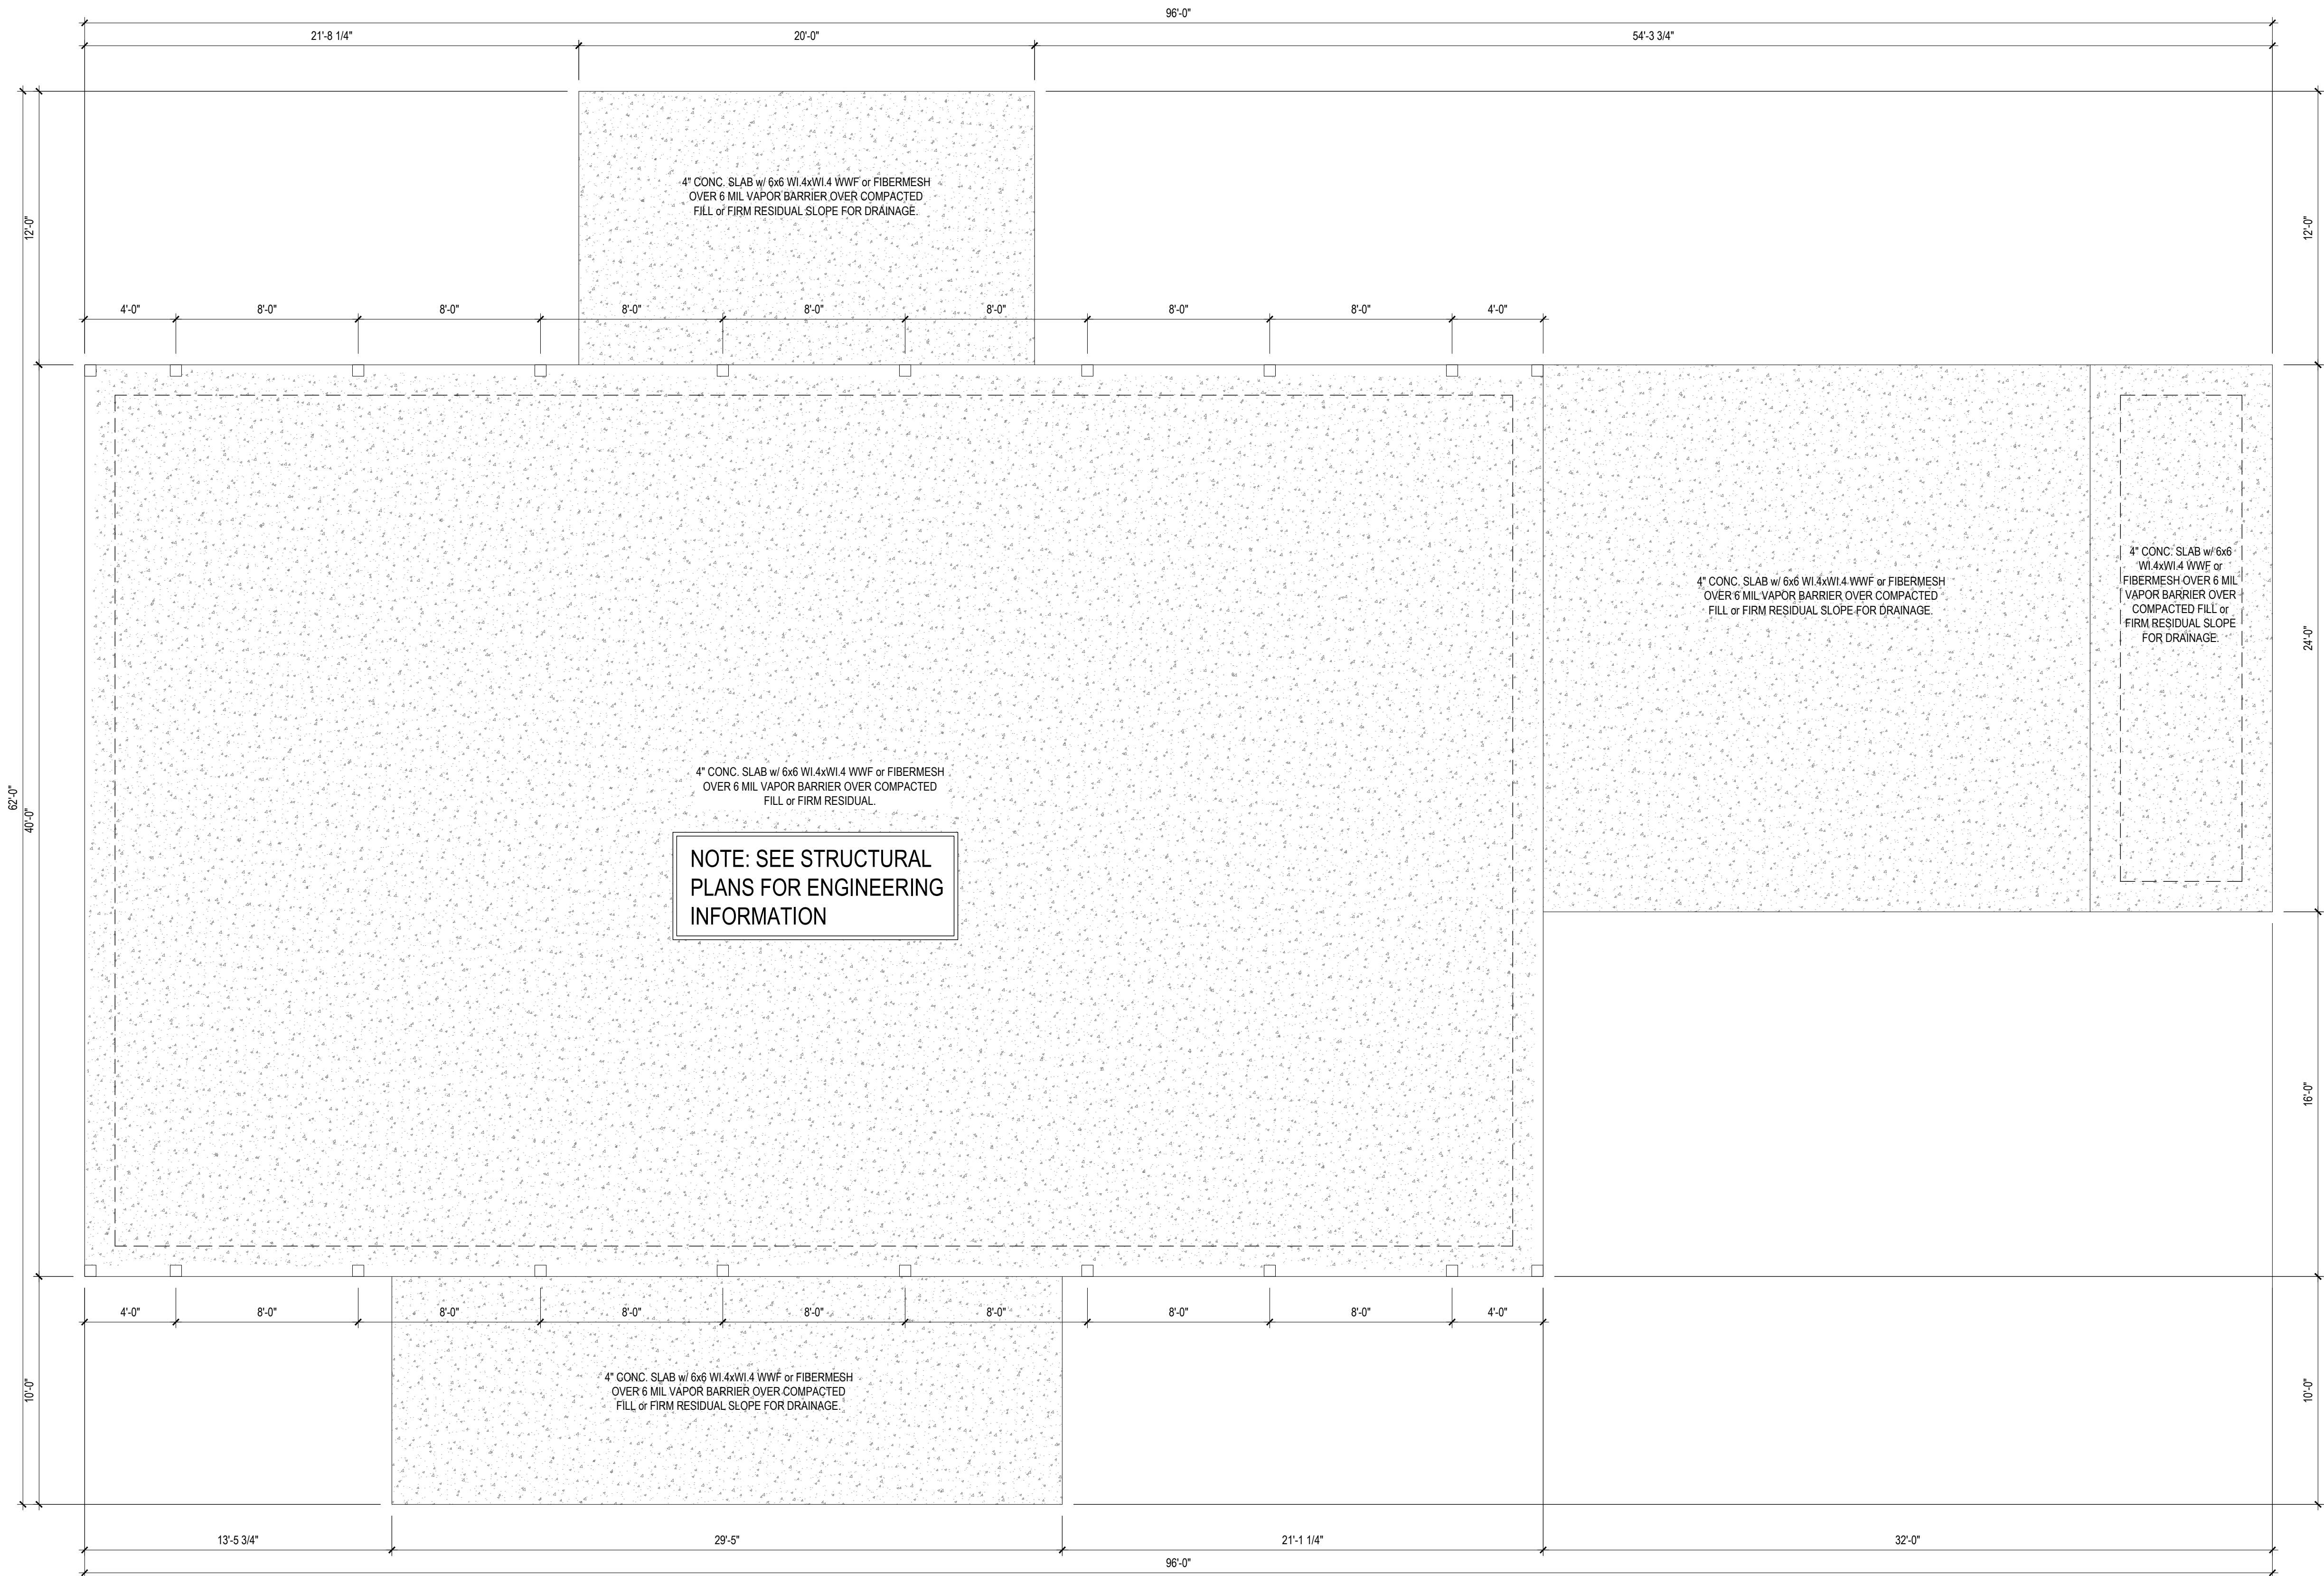 96'-0"
21'-8 1/4"
20'-0"
54'-3 3/4"
12'-0"
12'-0"
4" CONC. SLAB w/ 6x6 WI.4xWI.4 WWF or FIBERMESH
OVER 6 MIL VAPOR BARRIER OVER COMPACTED
FILL or FIRM RESIDUAL SLOPE FOR DRAINAGE.
4'-0"
8'-0"
8'-0"
8'-0"
8'-0"
8'-0"
8'-0"
8'-0"
4'-0"
4" CONC. SLAB w/ 6x6 WI.4xWI.4 WWF or FIBERMESH
OVER 6 MIL VAPOR BARRIER OVER COMPACTED
FILL or FIRM RESIDUAL SLOPE FOR DRAINAGE.
4" CONC. SLAB w/ 6x6
WI.4xWI.4 WWF or
FIBERMESH OVER 6 MIL
VAPOR BARRIER OVER
COMPACTED FILL or
FIRM RESIDUAL SLOPE
FOR DRAINAGE.
24'-0"
62'-0"
40'-0"
4" CONC. SLAB w/ 6x6 WI.4xWI.4 WWF or FIBERMESH
OVER 6 MIL VAPOR BARRIER OVER COMPACTED
FILL or FIRM RESIDUAL.
NOTE: SEE STRUCTURAL
PLANS FOR ENGINEERING
INFORMATION
16'-0"
4'-0"
8'-0"
8'-0"
8'-0"
8'-0"
8'-0"
8'-0"
8'-0"
4'-0"
10'-0"
4" CONC. SLAB w/ 6x6 WI.4xWI.4 WWF or FIBERMESH
OVER 6 MIL VAPOR BARRIER OVER COMPACTED
FILL or FIRM RESIDUAL SLOPE FOR DRAINAGE.
10'-0"
13'-5 3/4"
29'-5"
21'-1 1/4"
32'-0"
96'-0"